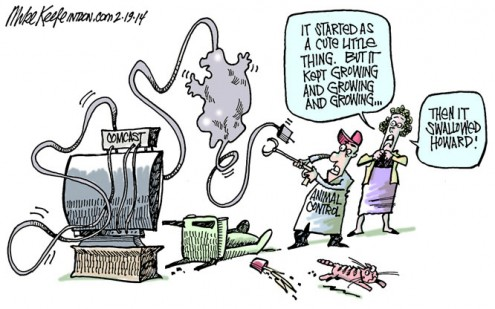 Mike Keefe INTOON.com 2-19-14
IT STARTED AS
A CUTE LITTLE
THING. BUT IT
KEPT GROWING
AND GROWING
AND GROWING...
THEN IT
SWALLOWED
HOWARD!
COMCAST
ANIMAL
CONTROL